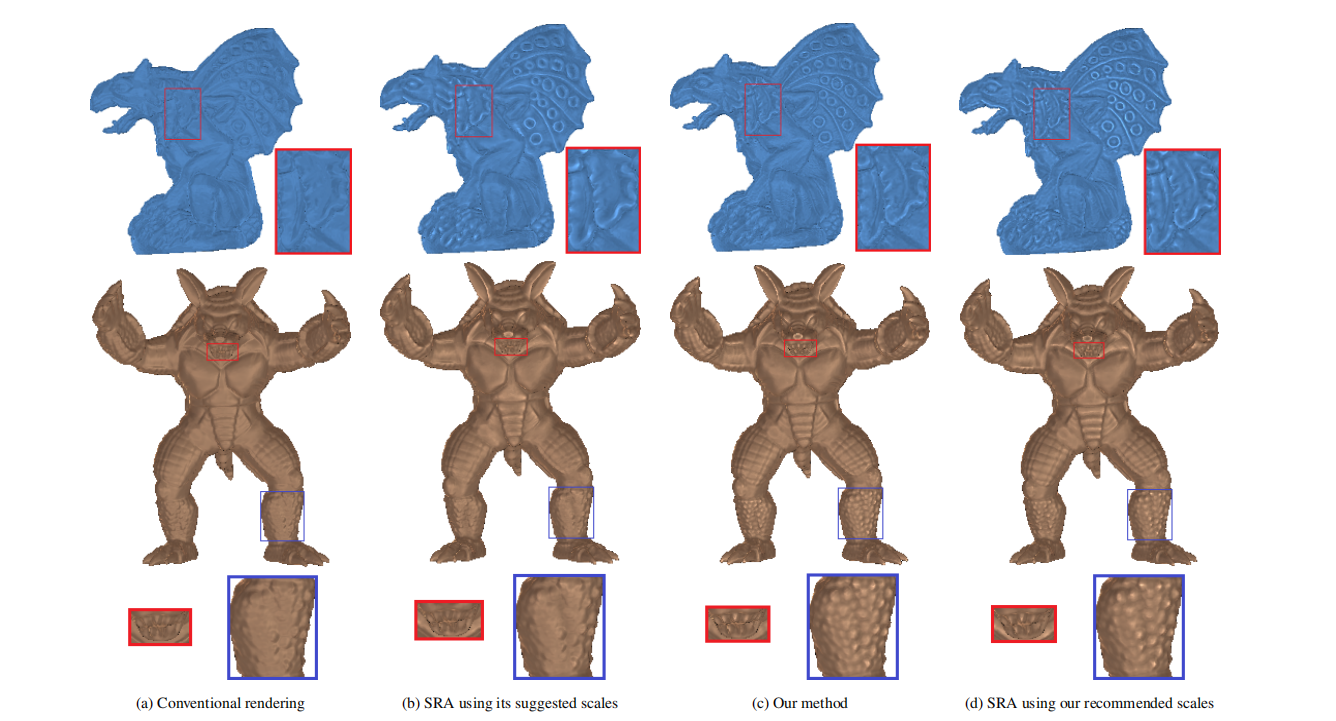 (a) Conventional rendering
(b) SRA using its suggested scales
(c) Our method
(d) SRA using our recommended scales